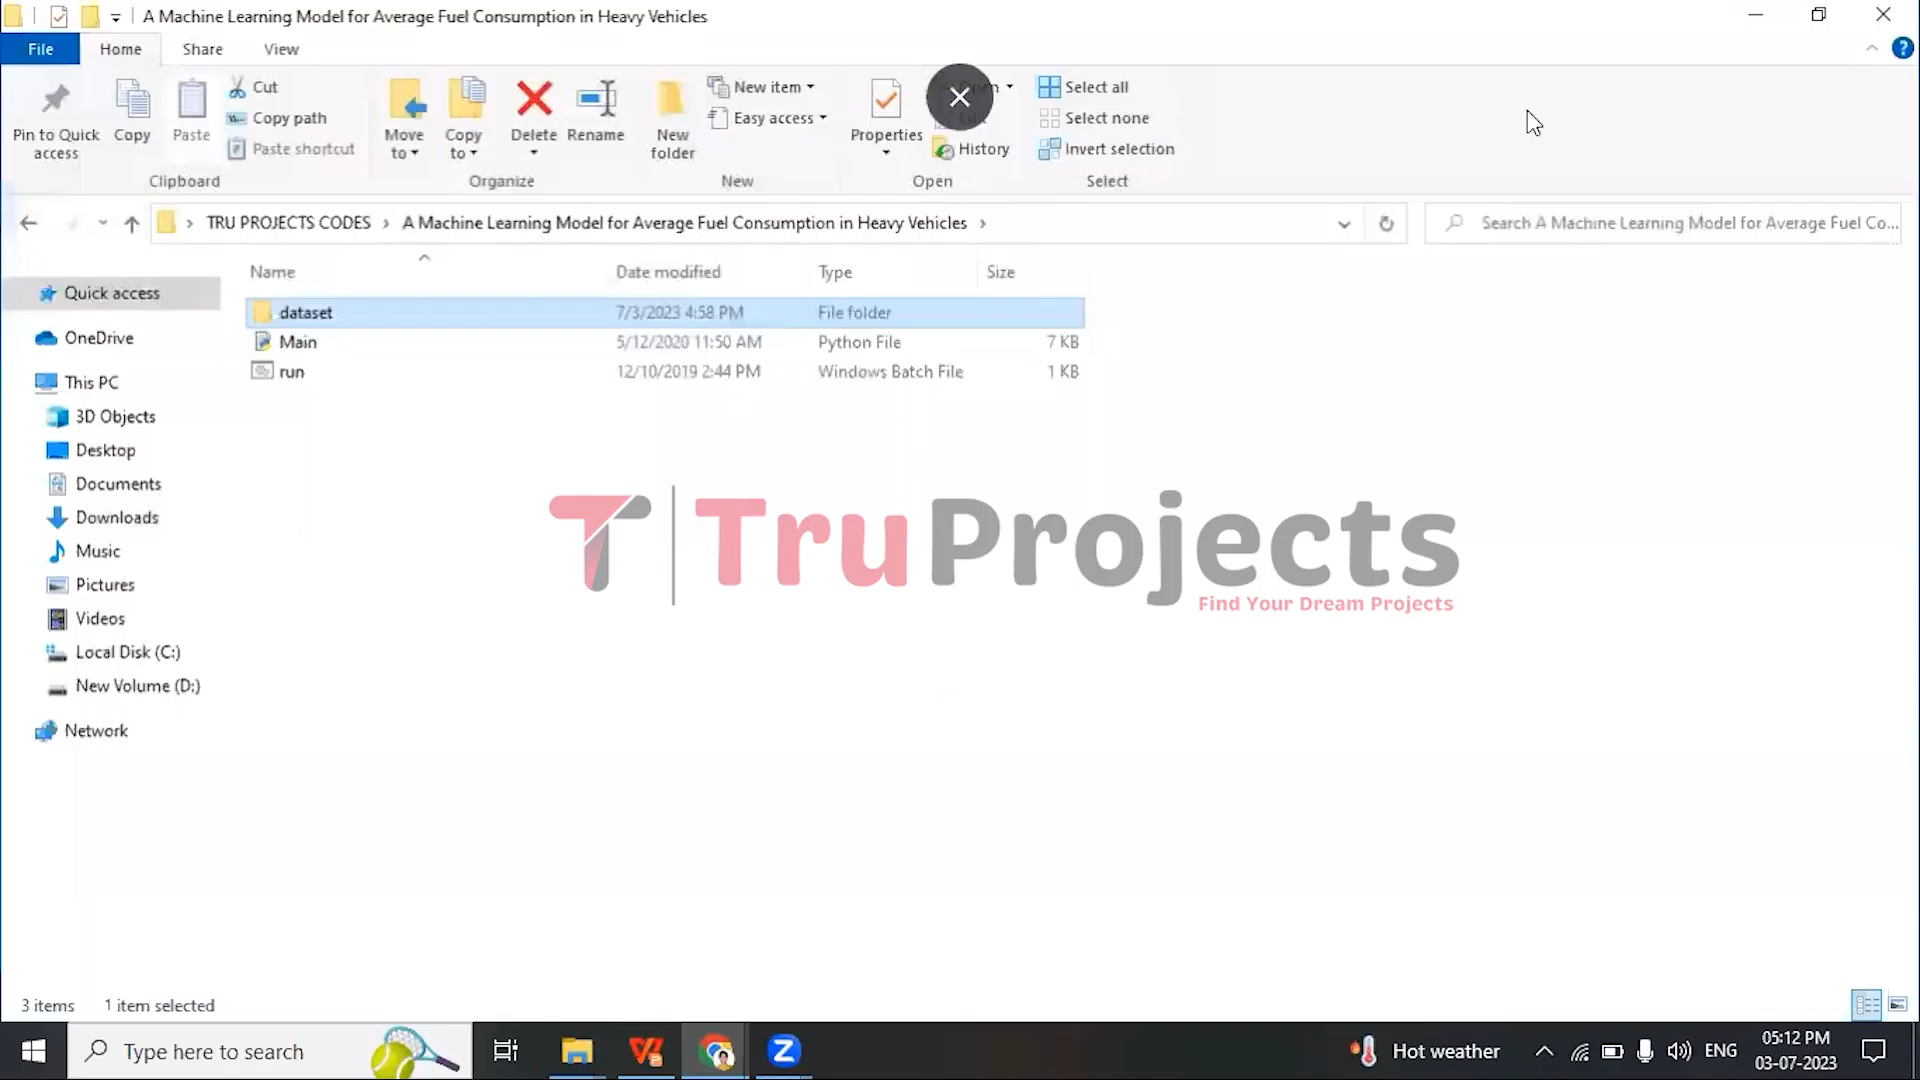 A Machine Learning Model for Average Fuel Consumption in Heavy Vehicles
File Home Share View
Pin to Quick access
Copy
Paste
Cut
Copy path
Paste shortcut
Clipboard
Move to
Copy to
Delete
Rename
Organize
New folder
New item
Easy access
New
Properties
History
Open
Select all
Select none
Invert selection
Select
TRU PROJECTS CODES › A Machine Learning Model for Average Fuel Consumption in Heavy Vehicles ›
Search A Machine Learning Model for Average Fuel Co...
Name Date modified Type Size
dataset 7/3/2023 4:58 PM File folder
Main 5/12/2020 11:50 AM Python File 7 KB
run 12/10/2019 2:44 PM Windows Batch File 1 KB
Quick access
OneDrive
This PC
3D Objects
Desktop
Documents
Downloads
Music
Pictures
Videos
Local Disk (C:)
New Volume (D:)
Network
T TruProjects
Find Your Dream Projects
3 items 1 item selected
Type here to search
Hot weather
ENG
05:12 PM
03-07-2023